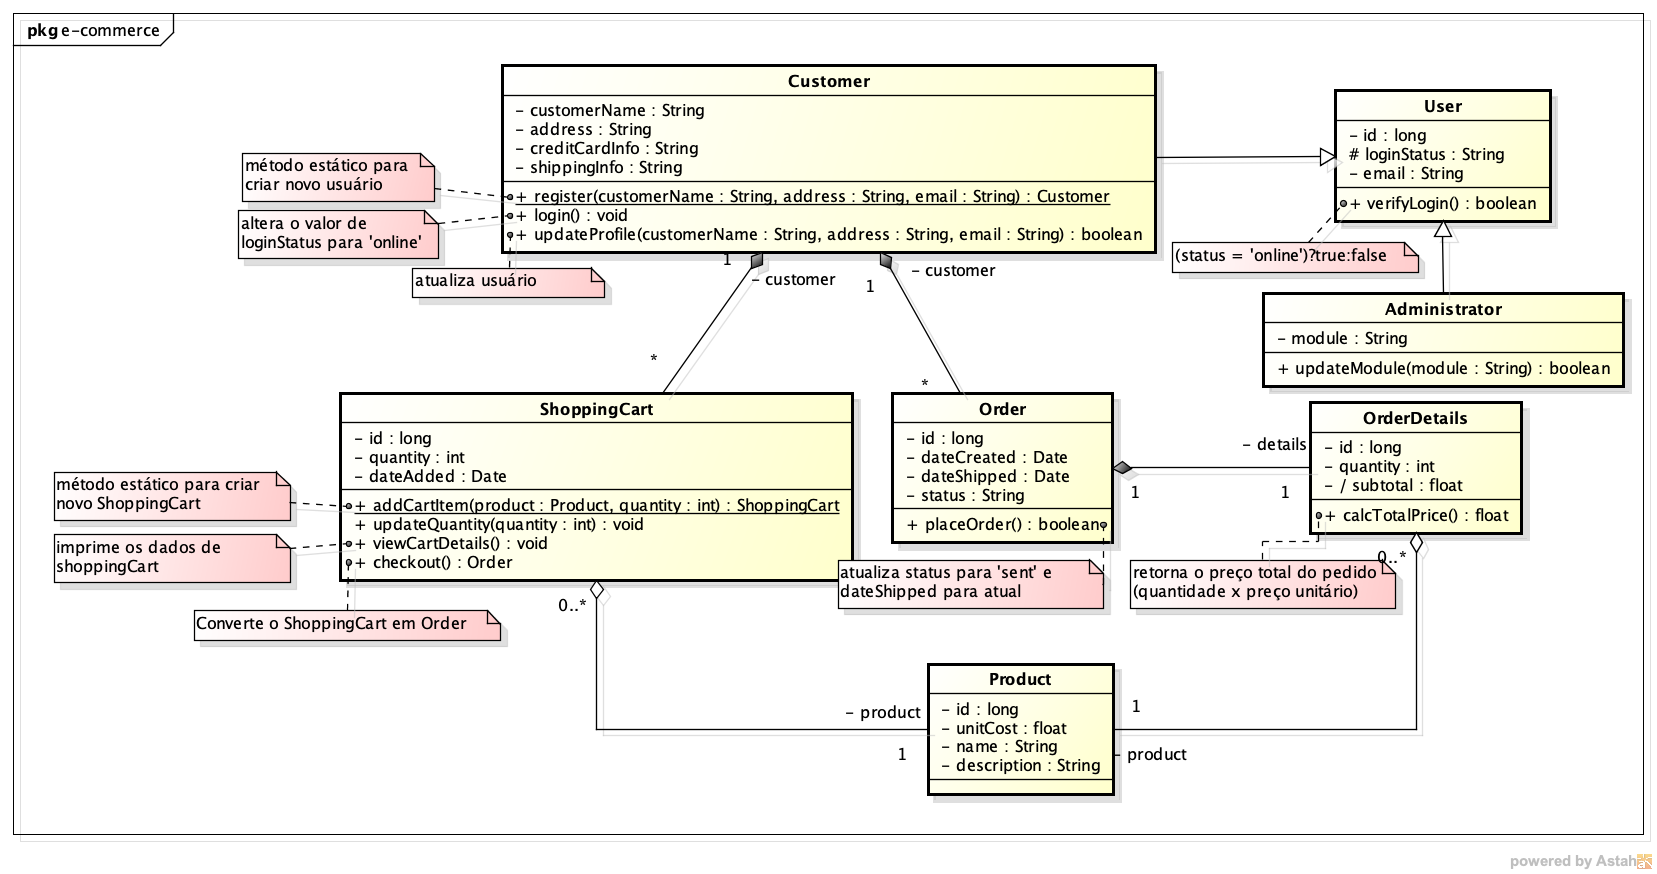 pkg e-commerce
Customer
- customerName : String
- address : String
- creditCardInfo : String
- shippingInfo : String
+ register(customerName : String, address : String, email : String) : Customer
+ login() : void
+ updateProfile(customerName : String, address : String, email : String) : boolean
User
- id : long
# loginStatus : String
- email : String
+ verifyLogin() : boolean
método estático para
criar novo usuário
altera o valor de
loginStatus para 'online'
atualiza usuário
(status = 'online')?true:false
1
- customer
*
1
- customer
*
Administrator
- module : String
+ updateModule(module : String) : boolean
ShoppingCart
- id : long
- quantity : int
- dateAdded : Date
+ addCartItem(product : Product, quantity : int) : ShoppingCart
+ updateQuantity(quantity : int) : void
+ viewCartDetails() : void
+ checkout() : Order
Order
- id : long
- dateCreated : Date
- dateShipped : Date
- status : String
+ placeOrder() : boolean
- details
1
1
OrderDetails
- id : long
- quantity : int
- / subtotal : float
+ calcTotalPrice() : float
método estático para criar
novo ShoppingCart
imprime os dados de
shoppingCart
Converte o ShoppingCart em Order
atualiza status para 'sent' e
dateShipped para atual
retorna o preço total do pedido
(quantidade x preço unitário)
0..*
0..*
Product
- id : long
- unitCost : float
- name : String
- description : String
- product
1
1
- product
powered by Astah